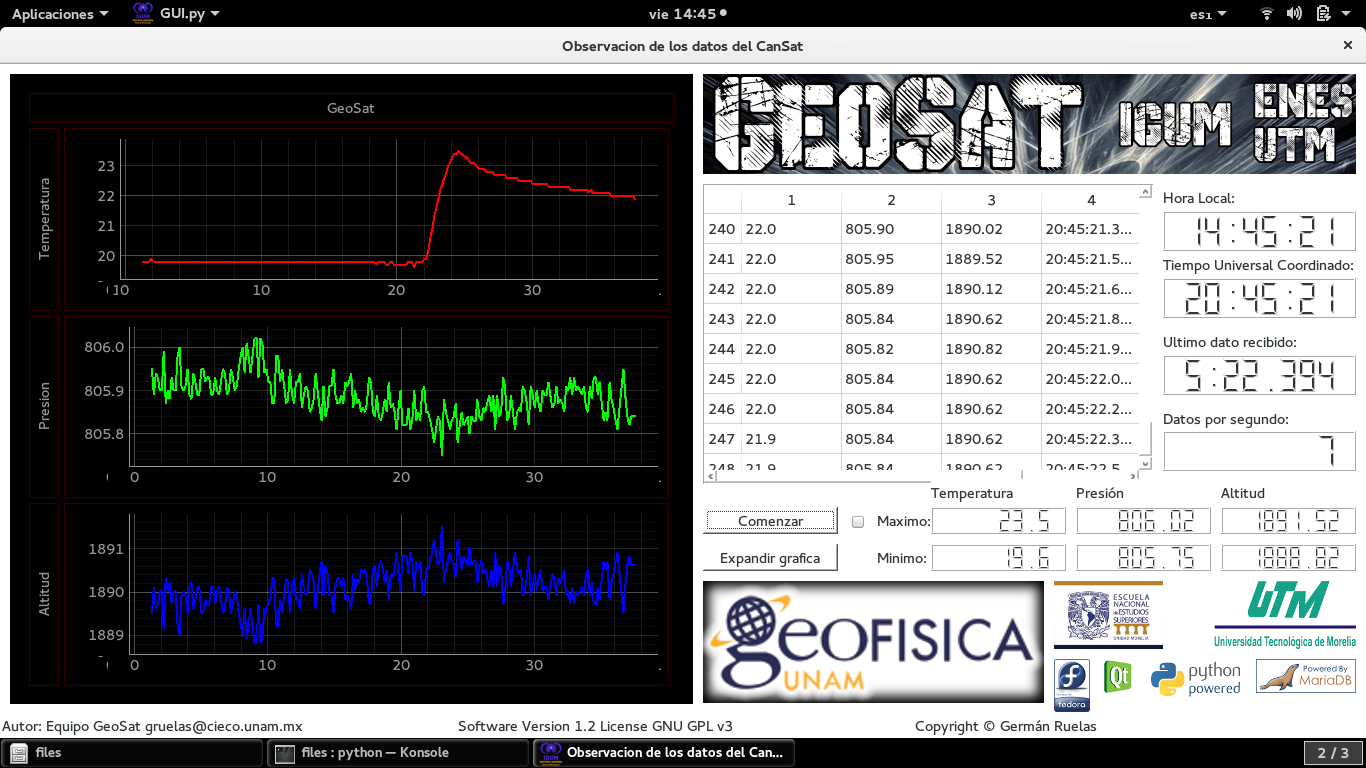 Aplicaciones GUI.py vie 14:45 es₁
Observacion de los datos del CanSat
GeoSat
Temperatura
23
22
21
20
10 10 20 30
Presion
806.0
805.9
805.8
0 10 20 30
Altitud
1891
1890
1889
0 10 20 30
GEOSAT IGUM ENES UTM
1 2 3 4
240 22.0 805.90 1890.02 20:45:21.3...
241 22.0 805.95 1889.52 20:45:21.5...
242 22.0 805.89 1890.12 20:45:21.6...
243 22.0 805.84 1890.62 20:45:21.8...
244 22.0 805.82 1890.82 20:45:21.9...
245 22.0 805.84 1890.62 20:45:22.0...
246 22.0 805.84 1890.62 20:45:22.2...
247 21.9 805.84 1890.62 20:45:22.3...
248 21.9 805.84 1890.62 20:45:22.5
Hora Local:
14:45:21
Tiempo Universal Coordinado:
20:45:21
Ultimo dato recibido:
5:22.394
Datos por segundo:
7
Temperatura Presión Altitud
Comenzar Maximo: 23.5 806.02 1891.52
Expandir grafica Minimo: 19.6 805.75 1888.82
geoFISICA
UNAM
ESCUELA
NACIONAL
de ESTUDIOS
SUPERIORES
UNIDAD MORELIA
UTM
Universidad Tecnológica de Morelia
fedora
Qt
python
powered
Powered By
MariaDB
Autor: Equipo GeoSat gruelas@cieco.unam.mx Software Version 1.2 License GNU GPL v3 Copyright © Germán Ruelas
files files : python — Konsole Observacion de los datos del Can... 2 / 3